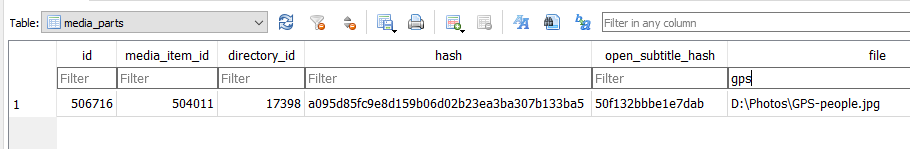 Table: media_parts Filter in any column
id media_item_id directory_id hash open_subtitle_hash file
Filter Filter Filter Filter Filter gps
1 506716 504011 17398 a095d85fc9e8d159b06d02b23ea3ba307b133ba5 50f132bbbe1e7dab D:\Photos\GPS-people.jpg